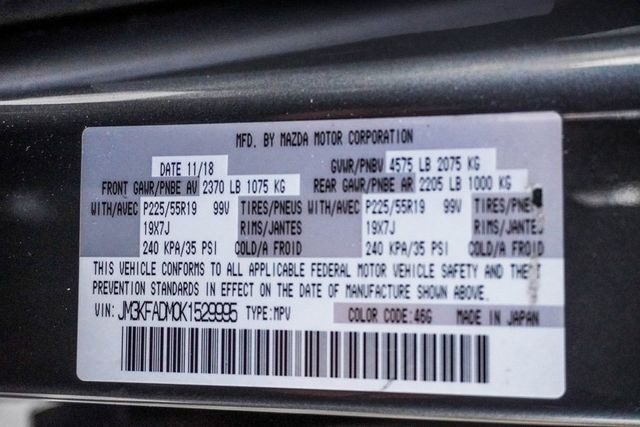 MFD. BY MAZDA MOTOR CORPORATION
DATE 11/18 GVWR/PNBV 4575 LB 2075 KG
FRONT GAWR/PNBE AV 2370 LB 1075 KG REAR GAWR/PNBE AR 2205 LB 1000 KG
WITH/AVEC P225/55R19 99V TIRES/PNEUS WITH/AVEC P225/55R19 99V TIRES/PNEU
19X7J RIMS/JANTES 19X7J RIMS/JANTES
240 KPA/35 PSI COLD/A FROID 240 KPA/35 PSI COLD/A FROID
THIS VEHICLE CONFORMS TO ALL APPLICABLE FEDERAL MOTOR VEHICLE SAFETY AND THEFT
PREVENTION STANDARDS IN EFFECT ON THE DATE OF MANUFACTURE SHOWN ABOVE.
VIN: JM3KFADM0K1529995 TYPE:MPV COLOR CODE:46G MADE IN JAPAN